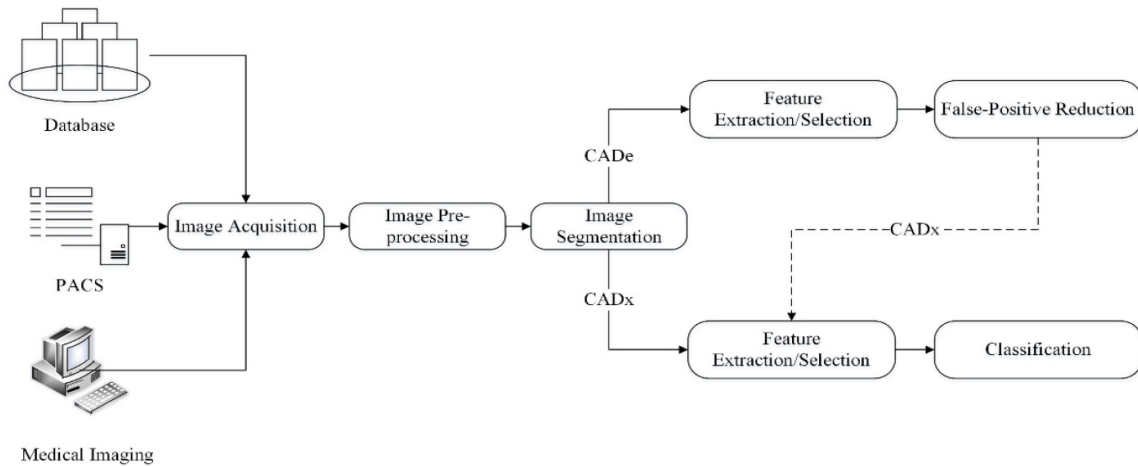 Database
PACS
Medical Imaging
Image Acquisition
Image Pre-
processing
Image
Segmentation
CADe
Feature
Extraction/Selection
False-Positive Reduction
CADx
CADx
Feature
Extraction/Selection
Classification